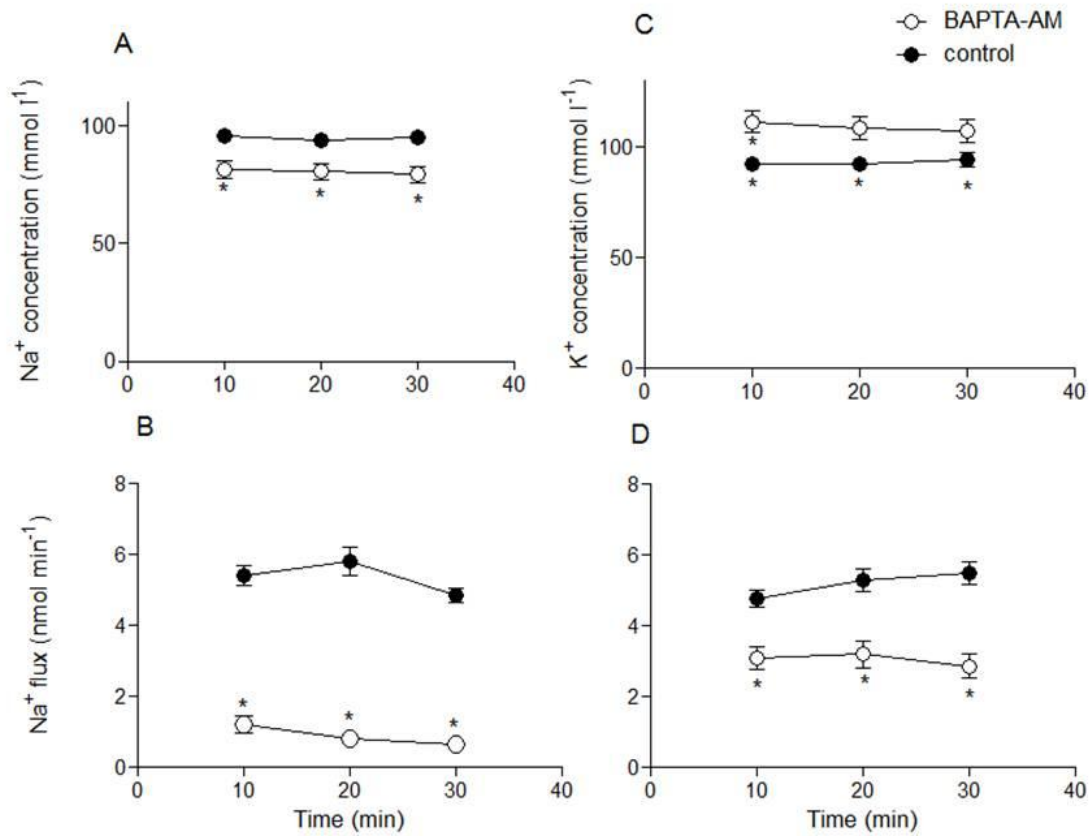 A
Na⁺ concentration (mmol l¹)
100
50
0
0 10 20 30 40
C
BAPTA-AM
control
K⁺ concentration (mmol l⁻¹)
100
50
0
0 10 20 30 40
*
* * *
* * *
B
Na⁺ flux (nmol min⁻¹)
8
6
4
2
0
* * *
0 10 20 30 40
Time (min)
D
8
6
4
2
0
* * *
0 10 20 30 40
Time (min)